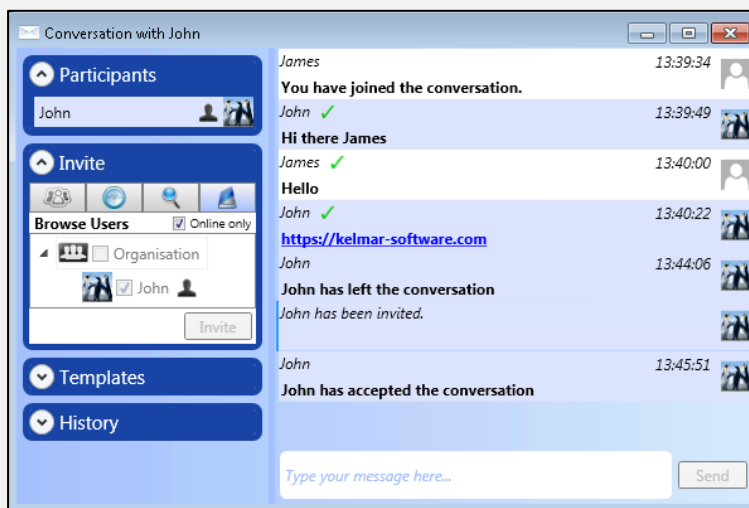 Conversation with John
Participants
John
Invite
Browse Users Online only
Organisation
John
Invite
Templates
History
James 13:39:34
You have joined the conversation.
John 13:39:49
Hi there James
James 13:40:00
Hello
John 13:40:22
https://kelmar-software.com
John 13:44:06
John has left the conversation
John has been invited.
John 13:45:51
John has accepted the conversation
Type your message here...
Send